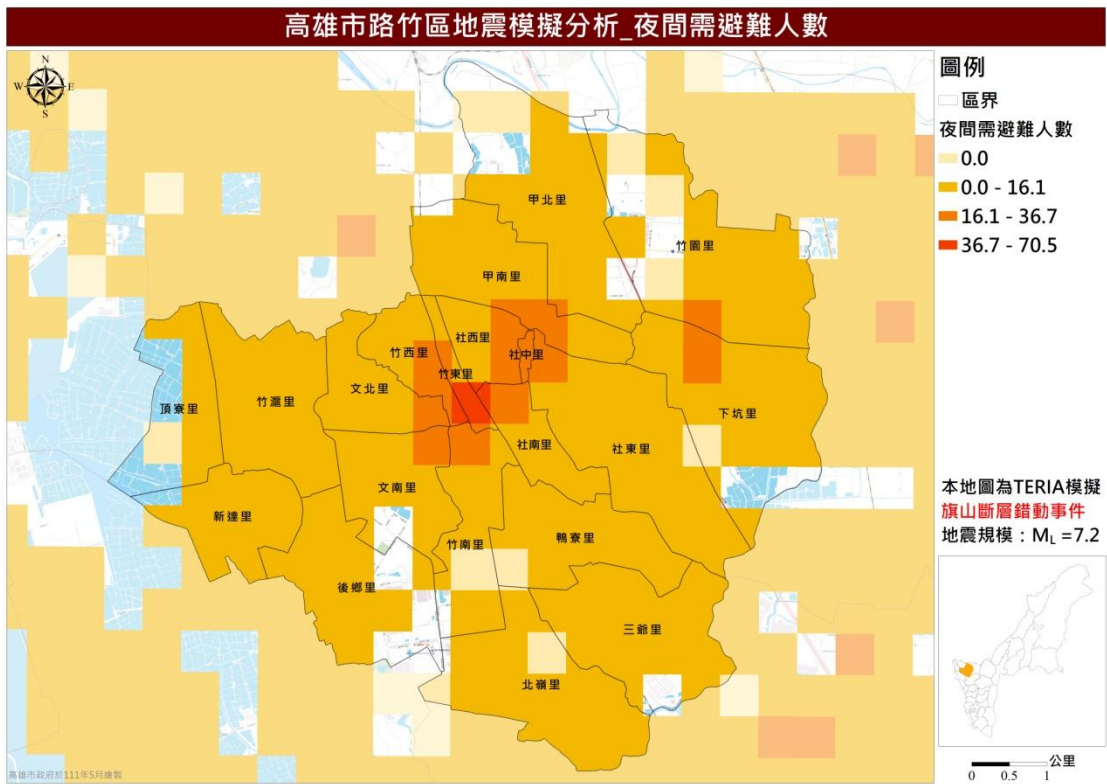 高雄市路竹區地震模擬分析_夜間需避難人數
N
W
E
S
圖例
區界
夜間需避難人數
0.0
0.0 - 16.1
16.1 - 36.7
36.7 - 70.5
甲北里
竹園里
甲南里
社西里
竹西里
社中里
竹東里
文北里
竹滬里
頂寮里
下坑里
社南里
社東里
文南里
新達里
竹南里
鴨寮里
後鄉里
三爺里
北嶺里
本地圖為TERIA模擬
旗山斷層錯動事件
地震規模：ML =7.2
公里
0 0.5 1
高雄市政府於111年5月繪製